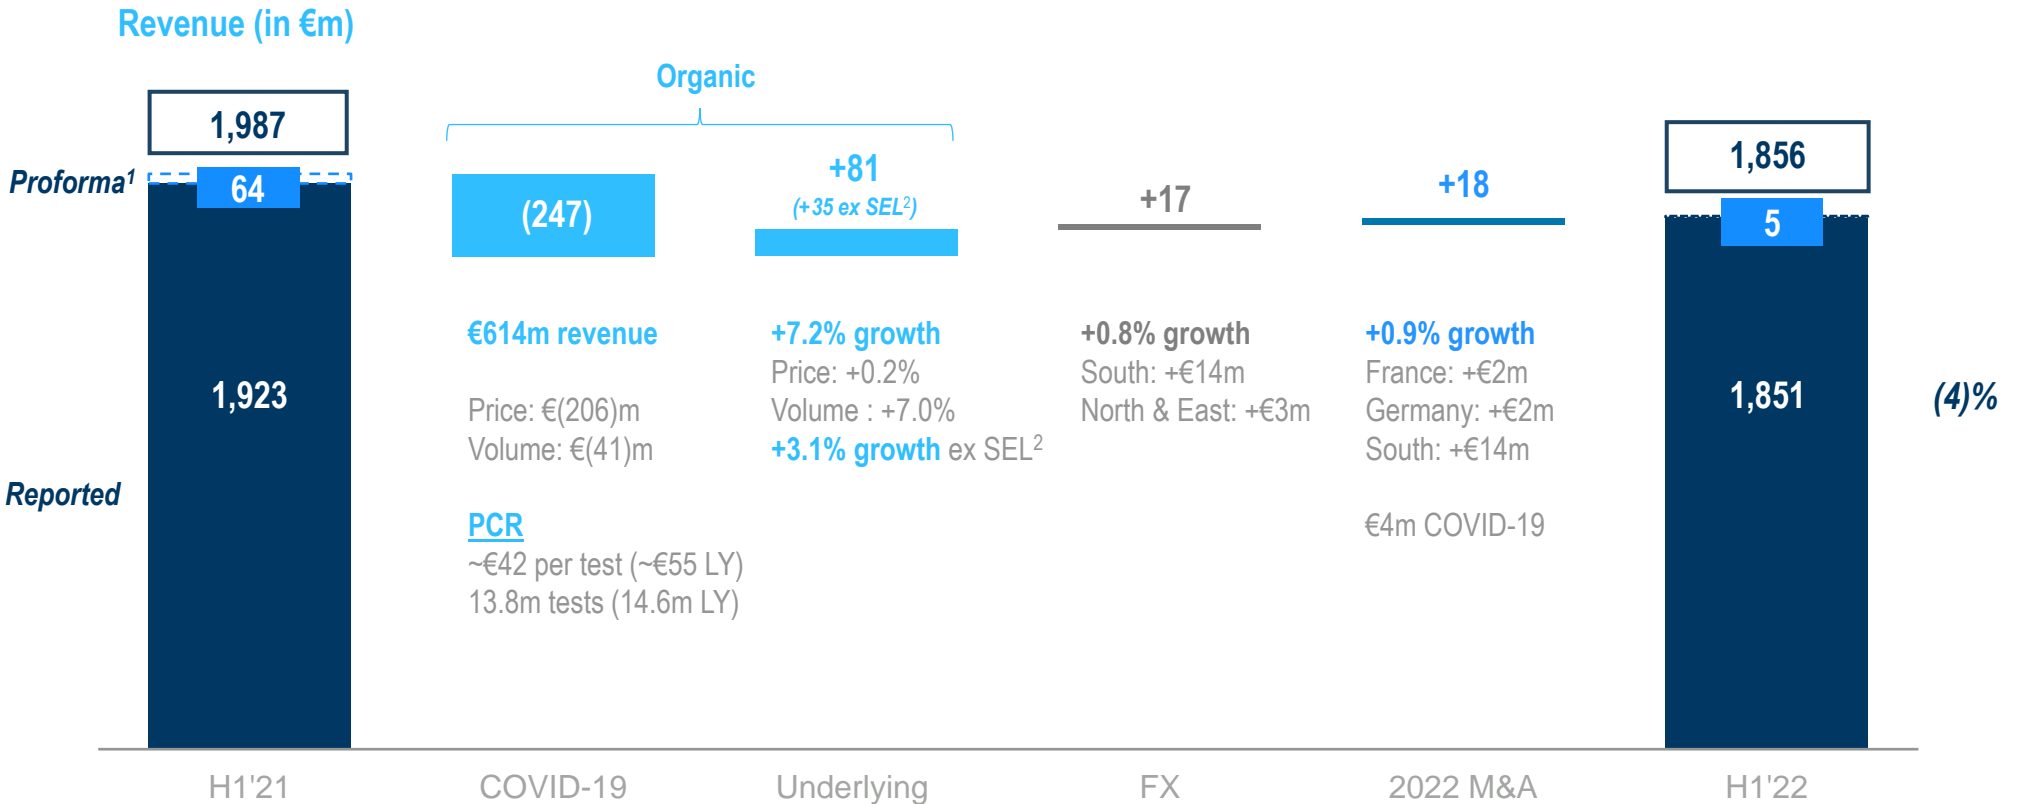 Revenue (in €m)
Organic
1,987
Proforma¹
64
1,923
Reported
(247)
+81
(+35 ex SEL²)
+17
+18
1,856
5
1,851
(4)%
€614m revenue
Price: €(206)m
Volume: €(41)m
PCR
~€42 per test (~€55 LY)
13.8m tests (14.6m LY)
+7.2% growth
Price: +0.2%
Volume : +7.0%
+3.1% growth ex SEL²
+0.8% growth
South: +€14m
North & East: +€3m
+0.9% growth
France: +€2m
Germany: +€2m
South: +€14m
€4m COVID-19
H1'21
COVID-19
Underlying
FX
2022 M&A
H1'22